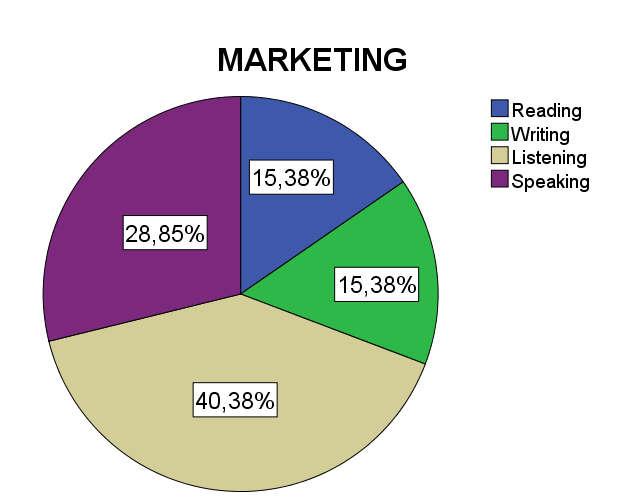 MARKETING
Reading
Writing
Listening
Speaking
15,38%
28,85%
15,38%
40,38%